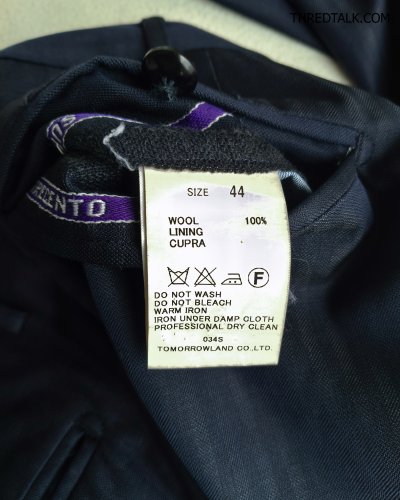 THREDTALK.COM
RECENTO
SIZE 44
WOOL 100%
LINING
CUPRA
F
DO NOT WASH
DO NOT BLEACH
WARM IRON
IRON UNDER DAMP CLOTH
PROFESSIONAL DRY CLEAN
034S
TOMORROWLAND CO.,LTD.